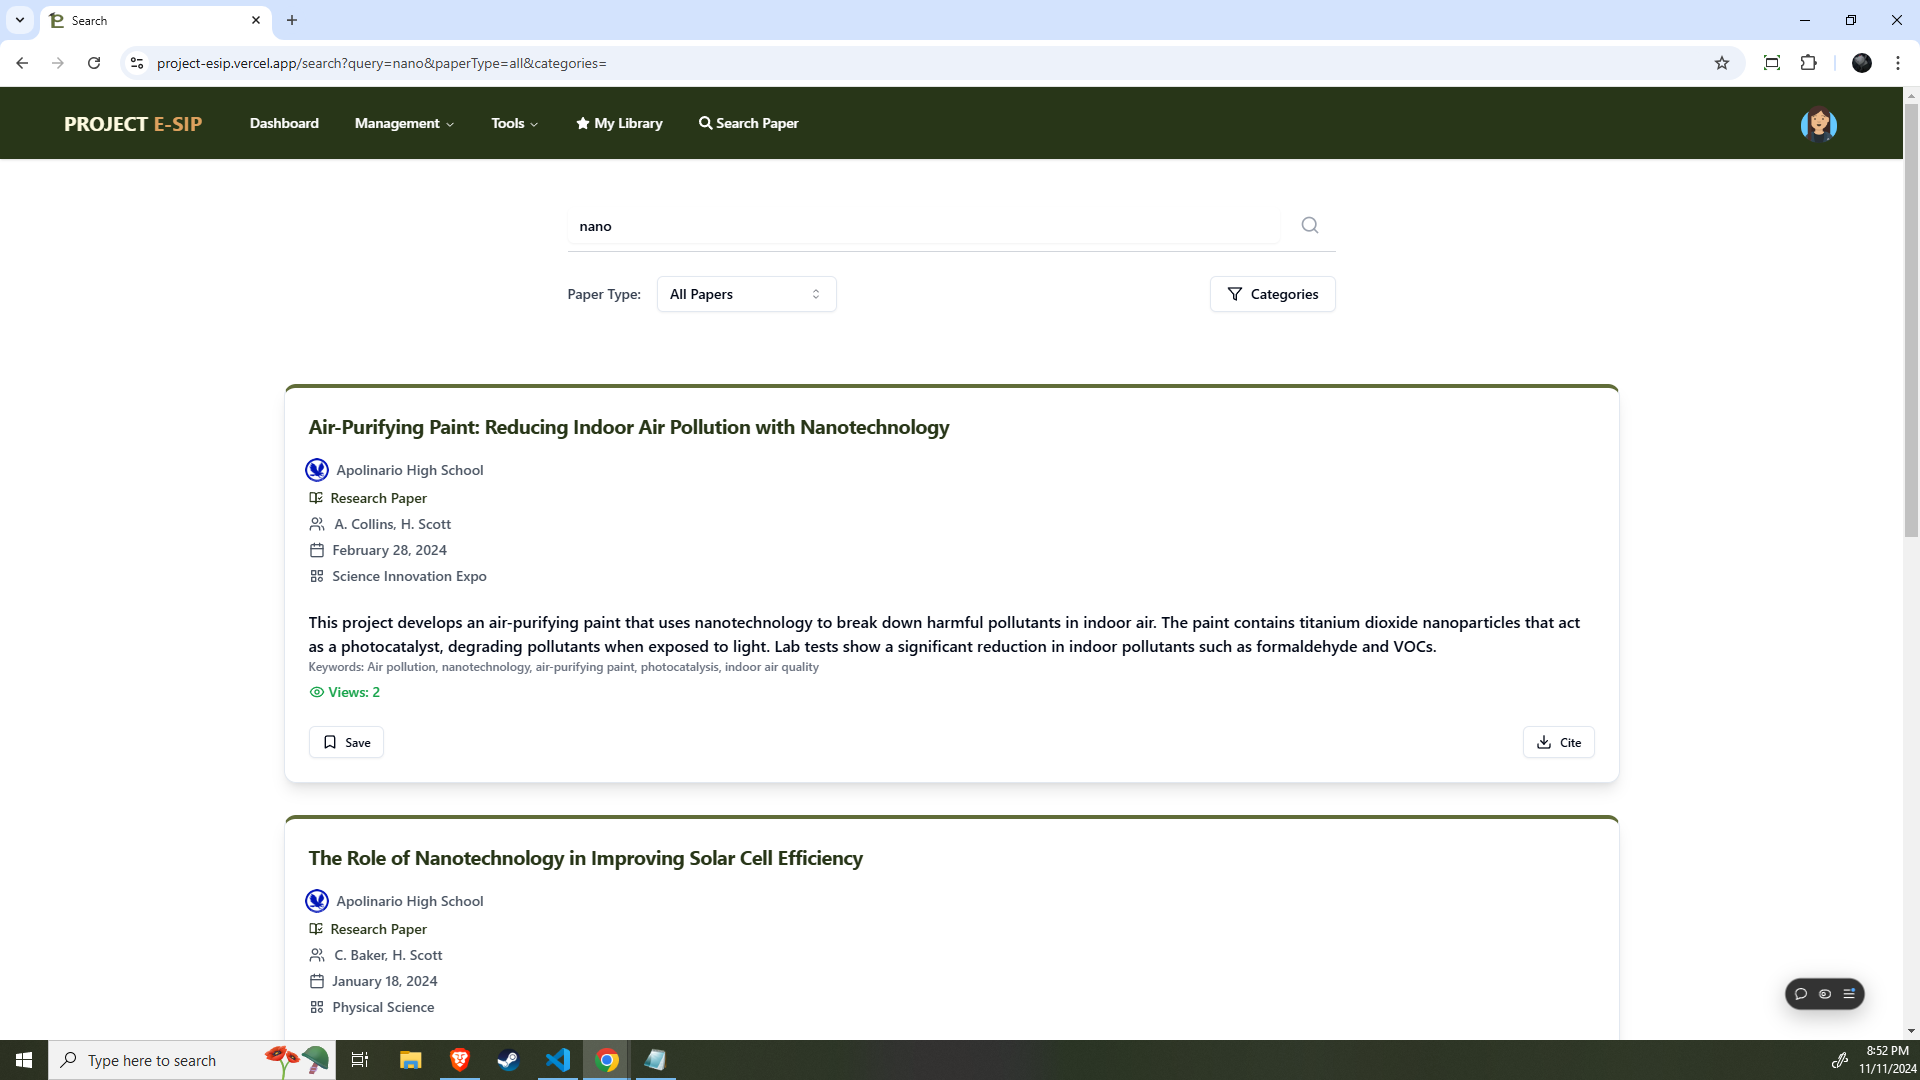 Search
project-esip.vercel.app/search?query=nano&paperType=all&categories=
PROJECT E-SIP
Dashboard
Management
Tools
My Library
Search Paper
nano
Paper Type:
All Papers
Categories
Air-Purifying Paint: Reducing Indoor Air Pollution with Nanotechnology
Apolinario High School
Research Paper
A. Collins, H. Scott
February 28, 2024
Science Innovation Expo
This project develops an air-purifying paint that uses nanotechnology to break down harmful pollutants in indoor air. The paint contains titanium dioxide nanoparticles that act
as a photocatalyst, degrading pollutants when exposed to light. Lab tests show a significant reduction in indoor pollutants such as formaldehyde and VOCs.
Keywords: Air pollution, nanotechnology, air-purifying paint, photocatalysis, indoor air quality
Views: 2
Save
Cite
The Role of Nanotechnology in Improving Solar Cell Efficiency
Apolinario High School
Research Paper
C. Baker, H. Scott
January 18, 2024
Physical Science
Type here to search
8:52 PM
11/11/2024